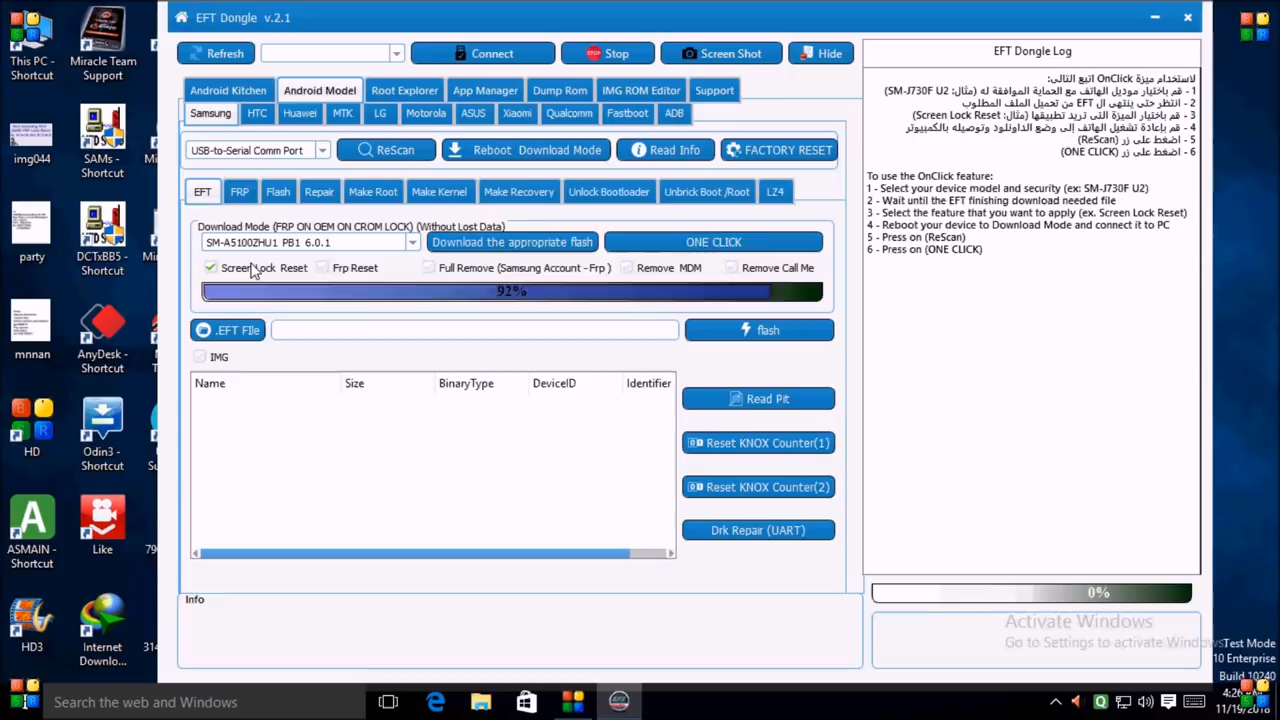 EFT Dongle v.2.1
Refresh
Connect
Stop
Screen Shot
Hide
Android Kitchen
Android Model
Root Explorer
App Manager
Dump Rom
IMG ROM Editor
Support
Samsung
HTC
Huawei
MTK
LG
Motorola
ASUS
Xiaomi
Qualcomm
Fastboot
ADB
USB-to-Serial Comm Port
ReScan
Reboot Download Mode
Read Info
FACTORY RESET
EFT
FRP
Flash
Repair
Make Root
Make Kernel
Make Recovery
Unlock Bootloader
Unbrick Boot /Root
LZ4
Download Mode (FRP ON OEM ON CROM LOCK) (Without Lost Data)
SM-A5100ZHU1 PB1 6.0.1
Download the appropriate flash
ONE CLICK
Screen Lock Reset
Frp Reset
Full Remove (Samsung Account - Frp )
Remove MDM
Remove Call Me
92%
.EFT FIle
flash
IMG
Name
Size
BinaryType
DeviceID
Identifier
Read Pit
Reset KNOX Counter(1)
Reset KNOX Counter(2)
Drk Repair (UART)
Info
EFT Dongle Log
لاستخدام ميزة OnClick اتبع التالي:
1 - قم باختيار موديل الهاتف مع الحماية الموافقة له (مثال: SM-J730F U2)
2 - انتظر حتى ينتهي ال EFT من تحميل الملف المطلوب
3 - قم باختيار الميزة التي تريد تطبيقها (مثال: Screen Lock Reset)
4 - قم بإعادة تشغيل الهاتف إلى وضع الداونلود وتوصيله بالكمبيوتر
5 - اضغط على زر (ReScan)
6 - اضغط على زر (ONE CLICK)
To use the OnClick feature:
1 - Select your device model and security (ex: SM-J730F U2)
2 - Wait until the EFT finishing download needed file
3 - Select the feature that you want to apply (ex. Screen Lock Reset)
4 - Reboot your device to Download Mode and connect it to PC
5 - Press on (ReScan)
6 - Press on (ONE CLICK)
0%
Activate Windows
Go to Settings to activate Windows
Test Mode
10 Enterprise
Build 10240
11/19/2018
This PC - Shortcut
Miracle Team Support
img044
SAMs - Shortcut
party
DCTxBB5 - Shortcut
mnnan
AnyDesk - Shortcut
HD
Odin3 - Shortcut
ASMAIN - Shortcut
Like
HD3
Internet Downlo...
Search the web and Windows